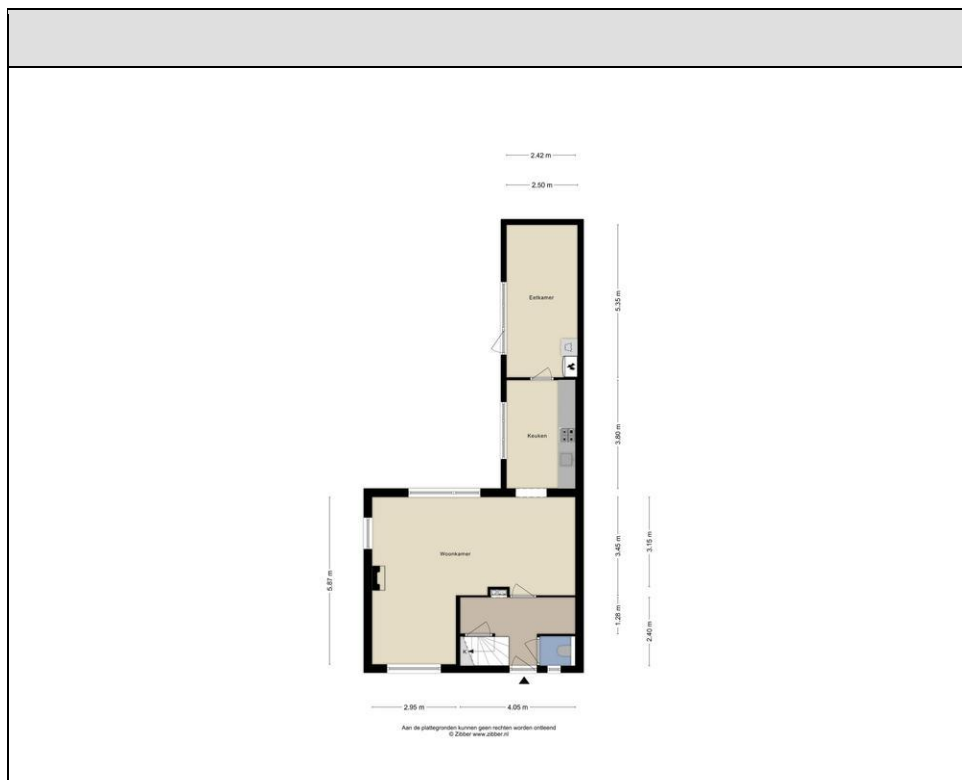 2.42 m
2.50 m
Eetkamer
5.35 m
Keuken
3.80 m
Woonkamer
5.87 m
3.45 m
3.15 m
1.28 m
2.40 m
2.95 m
4.05 m
Aan de plattegronden kunnen geen rechten worden ontleend
© Zibber www.zibber.nl